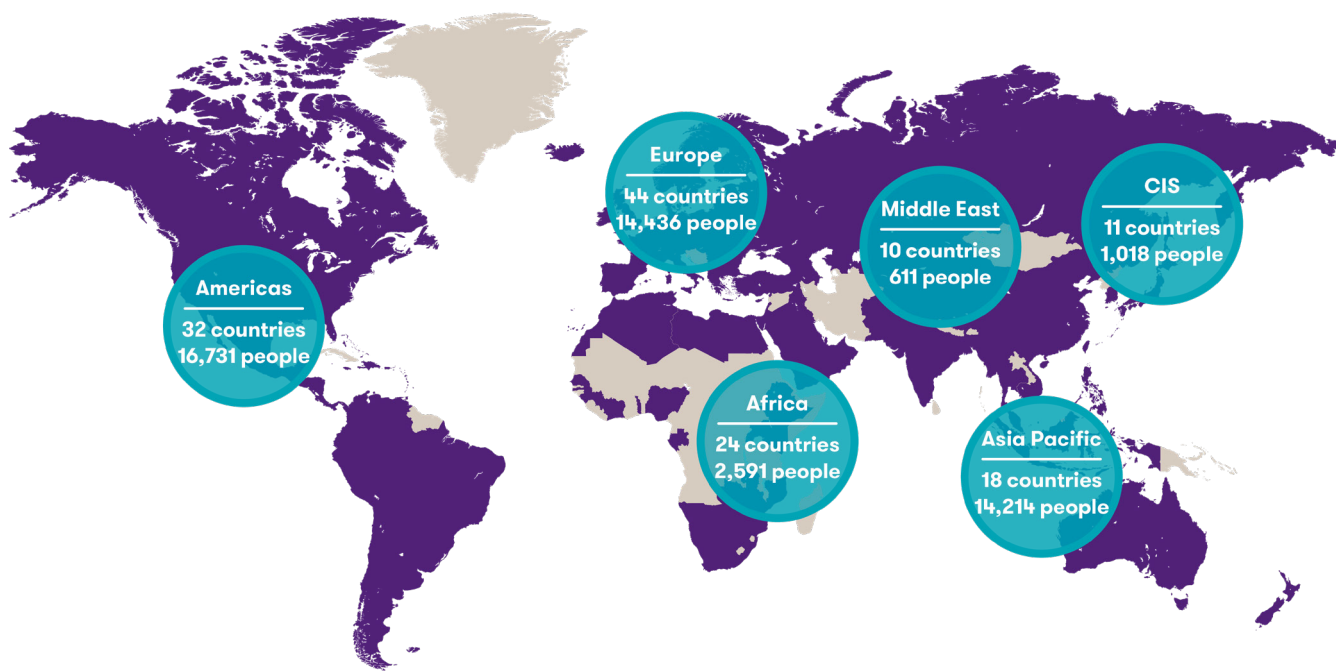 Europe
44 countries
14,436 people
Middle East
10 countries
611 people
CIS
11 countries
1,018 people
Americas
32 countries
16,731 people
Africa
24 countries
2,591 people
Asia Pacific
18 countries
14,214 people